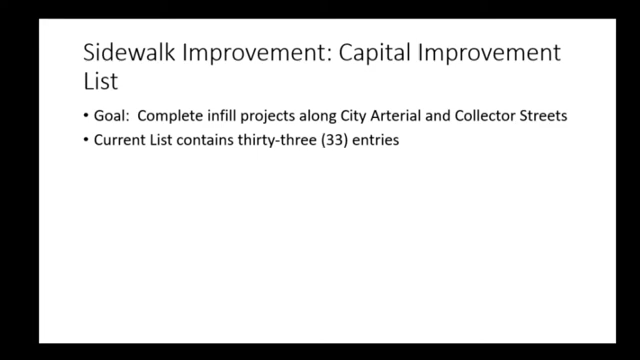 Sidewalk Improvement: Capital Improvement
List
• Goal:  Complete infill projects along City Arterial and Collector Streets
• Current List contains thirty-three (33) entries